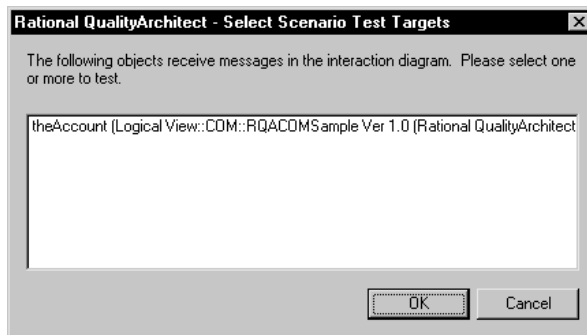 Rational QualityArchitect - Select Scenario Test Targets
The following objects receive messages in the interaction diagram. Please select one
or more to test.
theAccount (Logical View::COM::RQACOMSample Ver 1.0 (Rational QualityArchitect
OK
Cancel